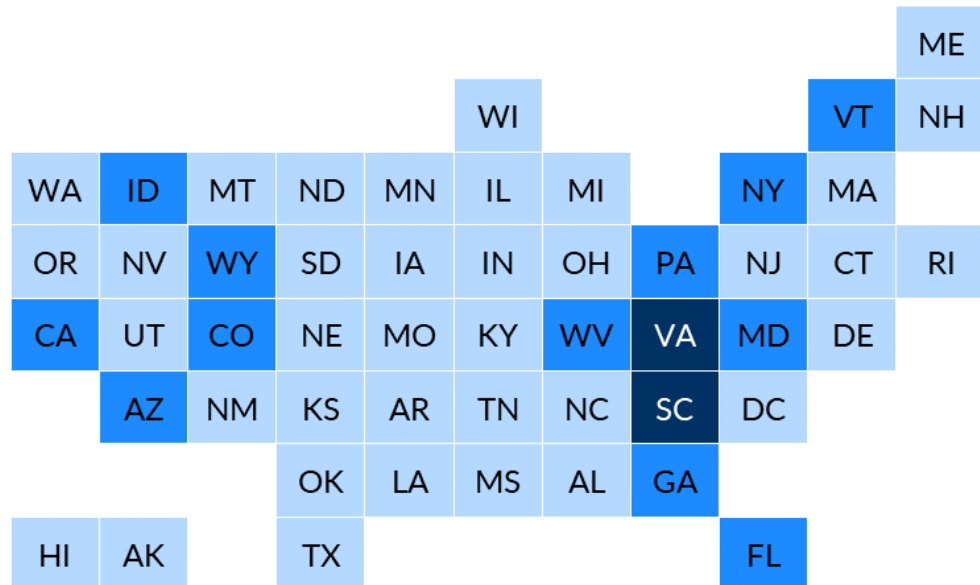 ME
WI VT NH
WA ID MT ND MN IL MI NY MA
OR NV WY SD IA IN OH PA NJ CT RI
CA UT CO NE MO KY WV VA MD DE
AZ NM KS AR TN NC SC DC
OK LA MS AL GA
HI AK TX FL